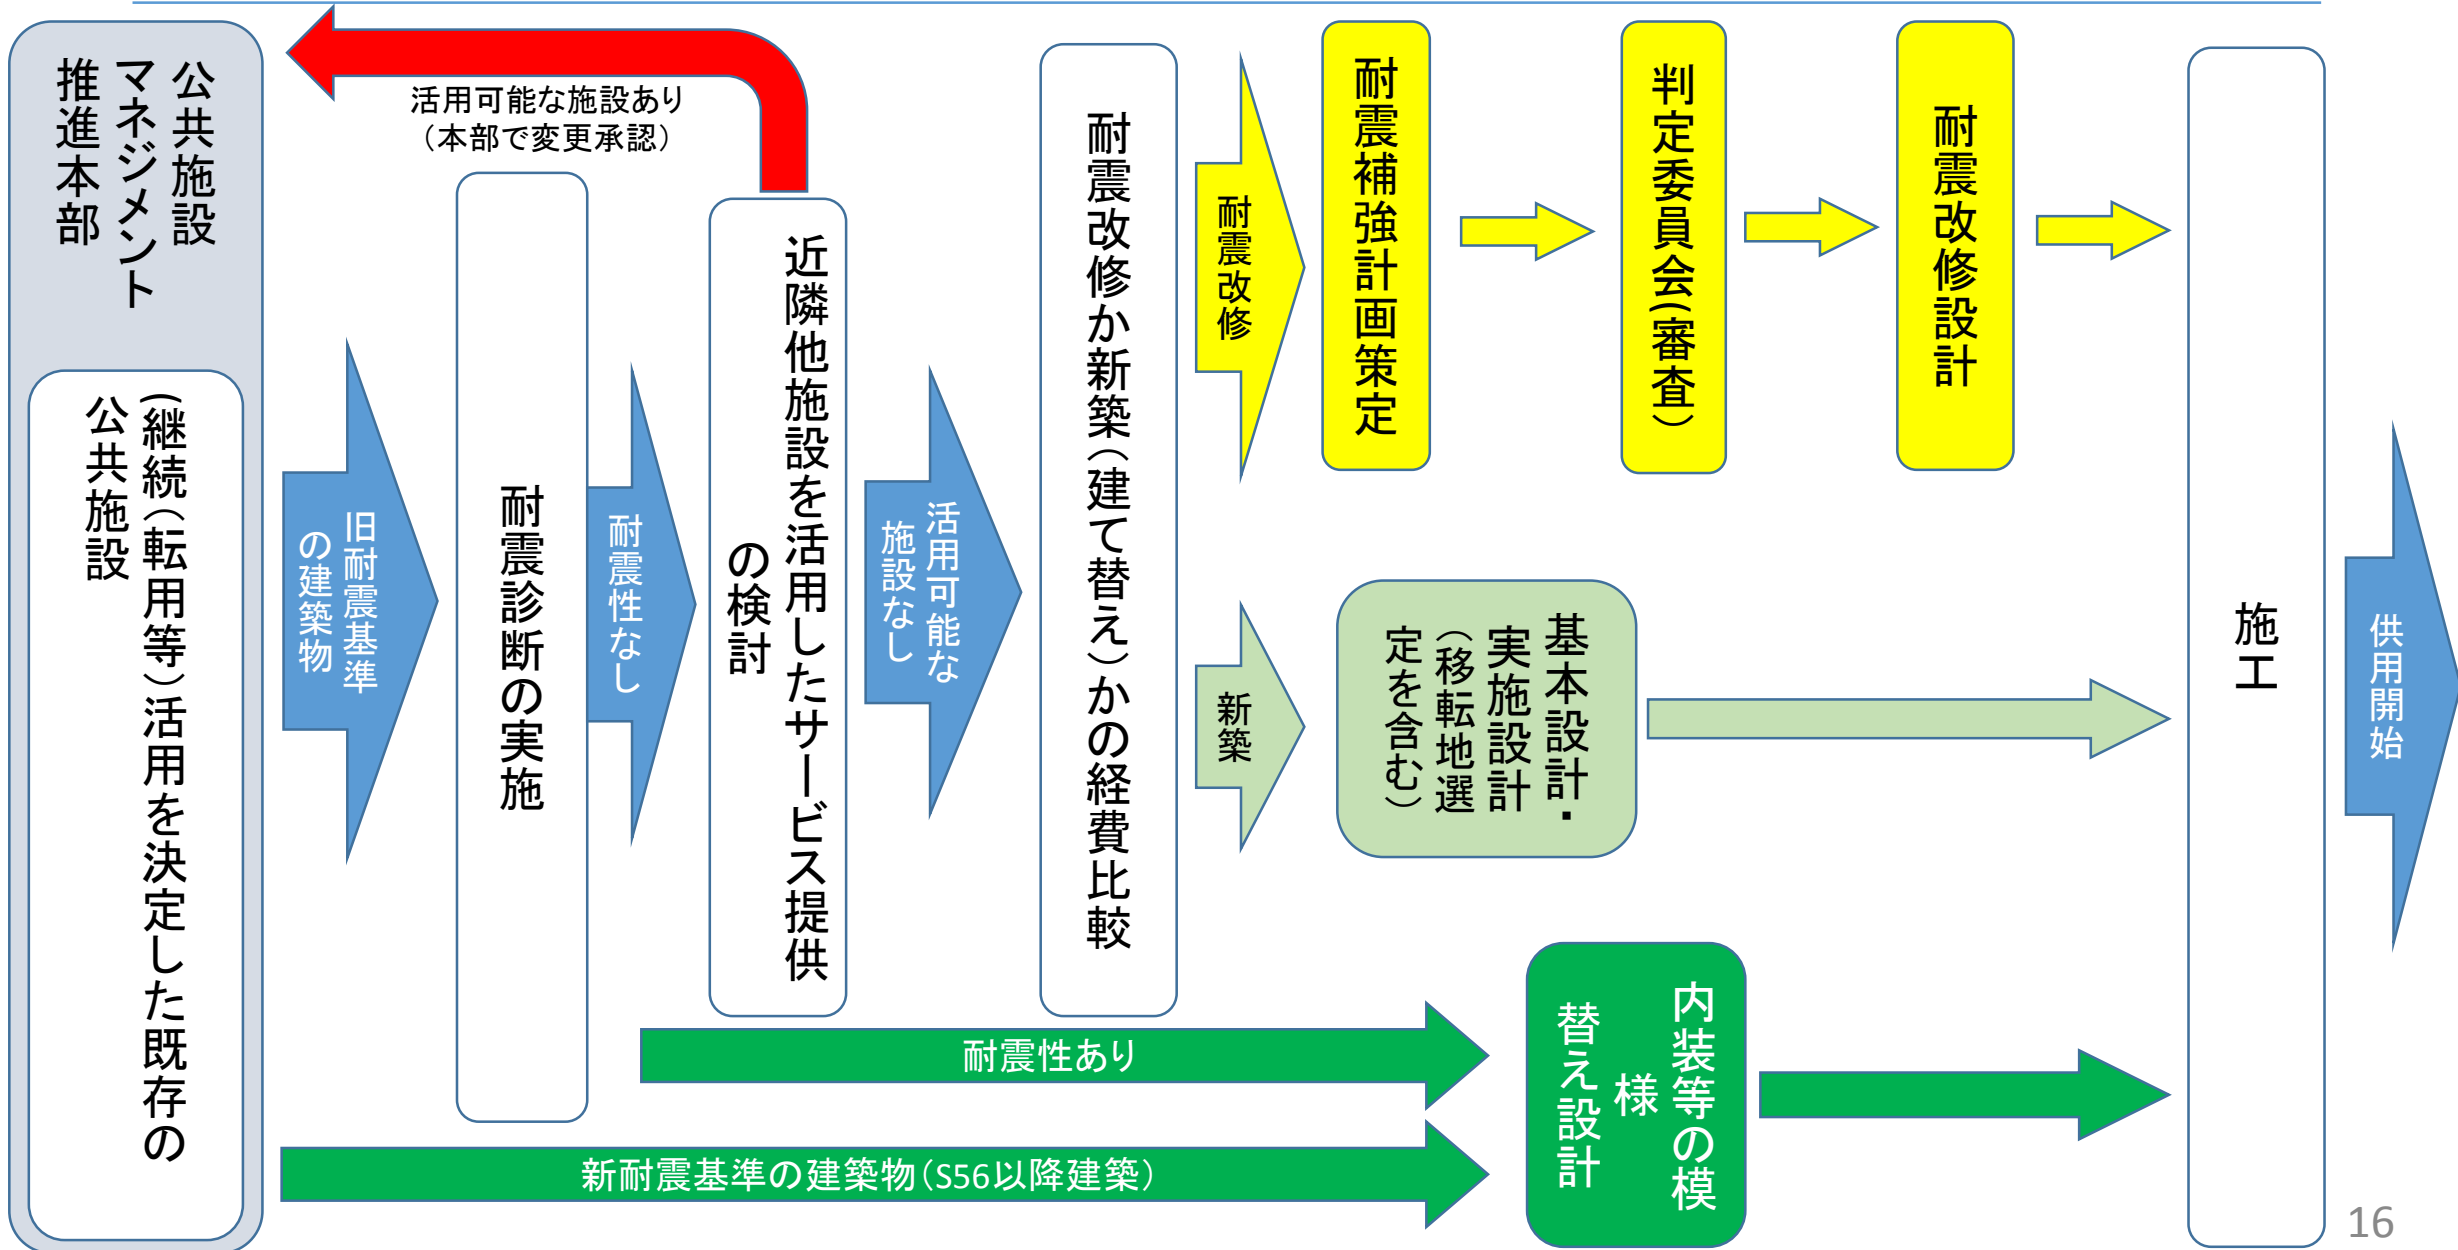 公共施設
マネジメント
推進本部
(継続（転用等）活用を決定した既存の
公共施設
旧耐震基準
の建築物
耐震診断の実施
耐震性なし
活用可能な施設あり
（本部で変更承認）
近隣他施設を活用したサービス提供
の検討
活用可能な
施設なし
耐震改修か新築（建て替え）かの経費比較
耐震改修
耐震補強計画策定
判定委員会(審査）
耐震改修設計
新築
基本設計・
実施設計
（移転地選
定を含む）
耐震性あり
新耐震基準の建築物（S56以降建築）
内装等の模
様
替え設計
施工
供用開始
16